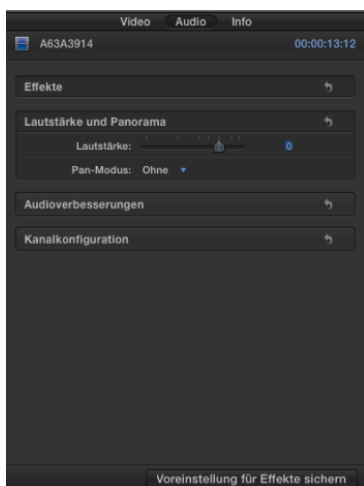 Video Audio Info
A63A3914 00:00:13:12
Effekte
Lautstärke und Panorama
Lautstärke: 0
Pan-Modus: Ohne
Audioverbesserungen
Kanalkonfiguration
Voreinstellung für Effekte sichern